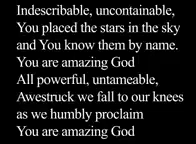 Indescribable, uncontainable,
You placed the stars in the sky
and You know them by name.
You are amazing God
All powerful, untameable,
Awestruck we fall to our knees
as we humbly proclaim
You are amazing God